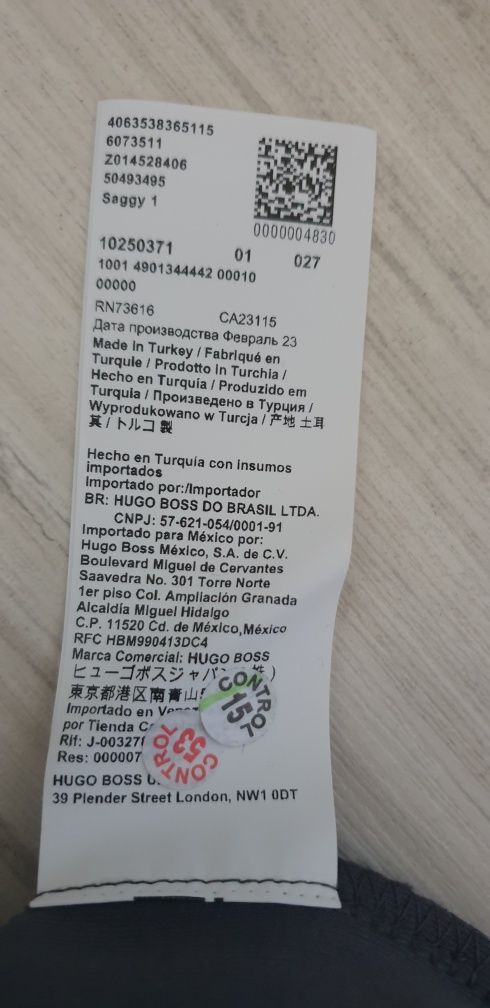 4063538365115
6073511
Z014528406
50493495
Saggy 1
0000004830
10250371 01 027
1001 4901344442 00010
00000
RN73616 CA23115
Дата производства Февраль 23
Made in Turkey / Fabriqué en
Turquie / Prodotto in Turchia /
Hecho en Turquía / Produzido em
Turquia / Произведено в Турция /
Wyprodukowano w Turcja / 产地 土耳
其 / トルコ 製
Hecho en Turquía con insumos
importados
Importado por:/Importador
BR: HUGO BOSS DO BRASIL LTDA.
CNPJ: 57-621-054/0001-91
Importado para México por:
Hugo Boss México, S.A. de C.V.
Boulevard Miguel de Cervantes
Saavedra No. 301 Torre Norte
1er piso Col. Ampliación Granada
Alcaldía Miguel Hidalgo
C.P. 11520 Cd. de México,México
RFC HBM990413DC4
Marca Comercial: HUGO BOSS
ヒューゴボスジャパン
東京都港区南青山
Importado en
por Tienda
Rif: J-00327
Res: 000007
HUGO BOSS
39 Plender Street London, NW1 0DT
CONTROL
15
CONTROL
53